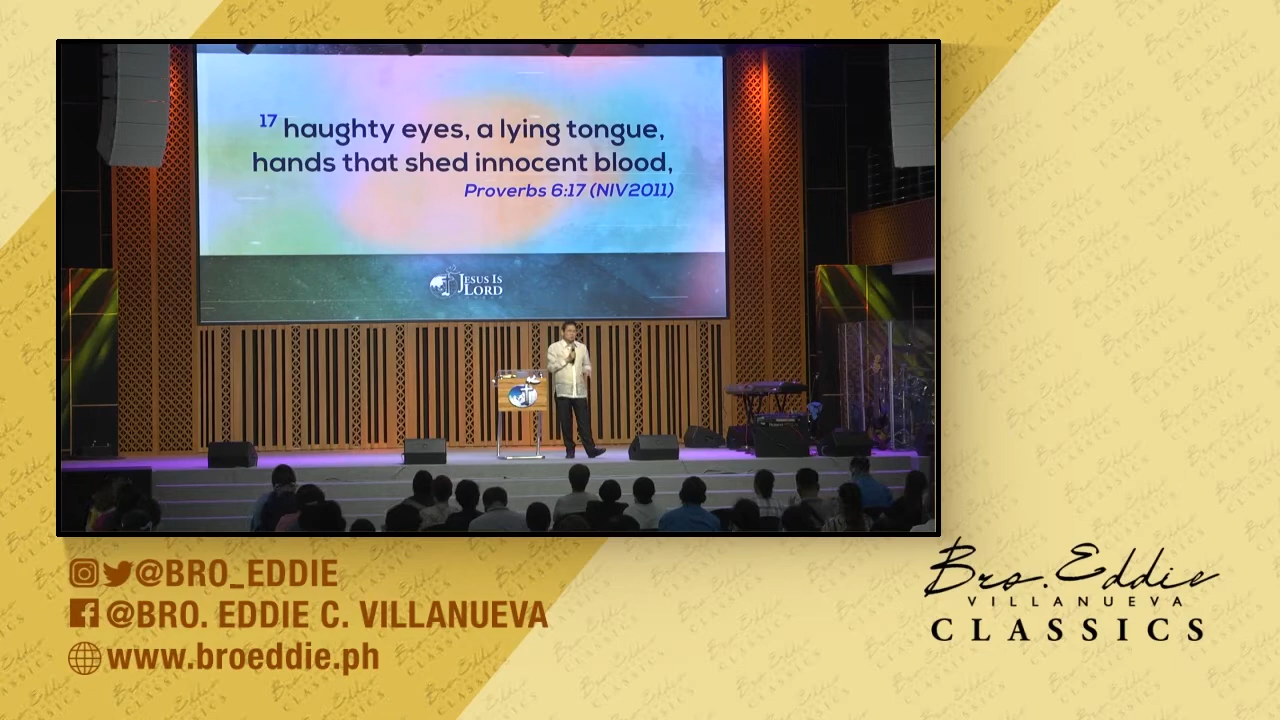 17 haughty eyes, a lying tongue,
hands that shed innocent blood,
Proverbs 6:17 (NIV2011)
JESUS IS
LORD
@BRO_EDDIE
@BRO. EDDIE C. VILLANUEVA
www.broeddie.ph
Bro. Eddie
VILLANUEVA
CLASSICS